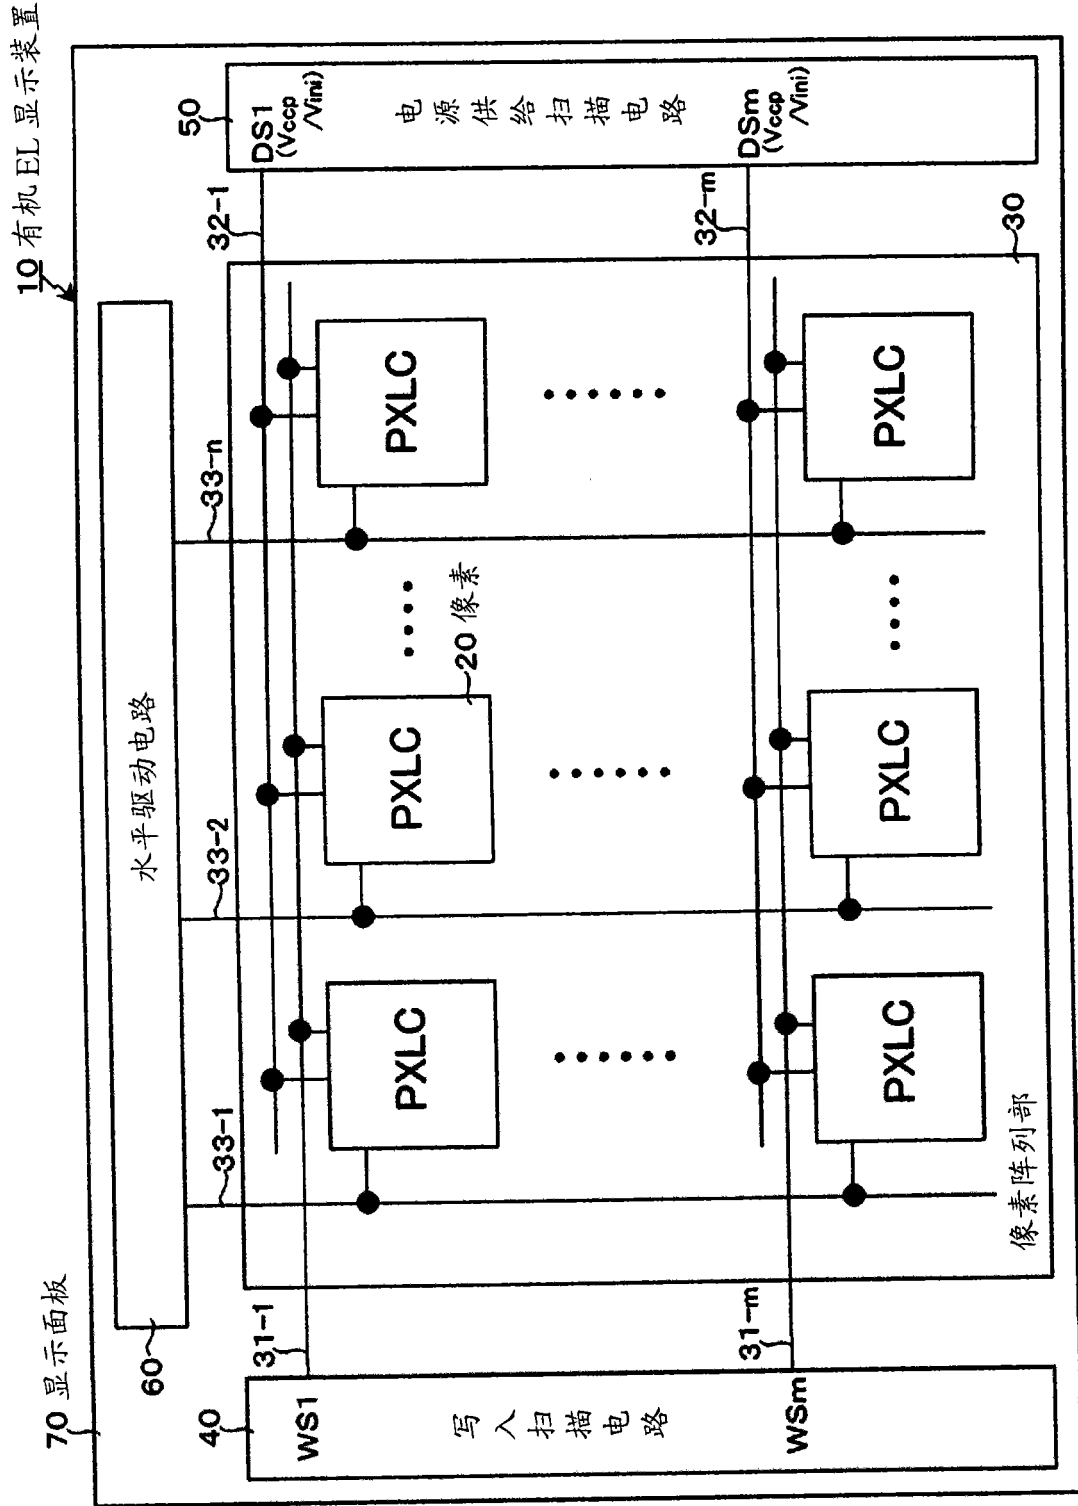 10 有机EL显示装置
70 显示面板
60
水平驱动电路
40
写入扫描电路
WS1
WSm
31-1
31-m
33-1
33-2
33-n
50
电源供给扫描电路
DS1
(Vccp
/Vini)
DSm
(Vccp
/Vini)
32-1
32-m
PXLC
PXLC
PXLC
20 像素
PXLC
PXLC
PXLC
像素阵列部
30